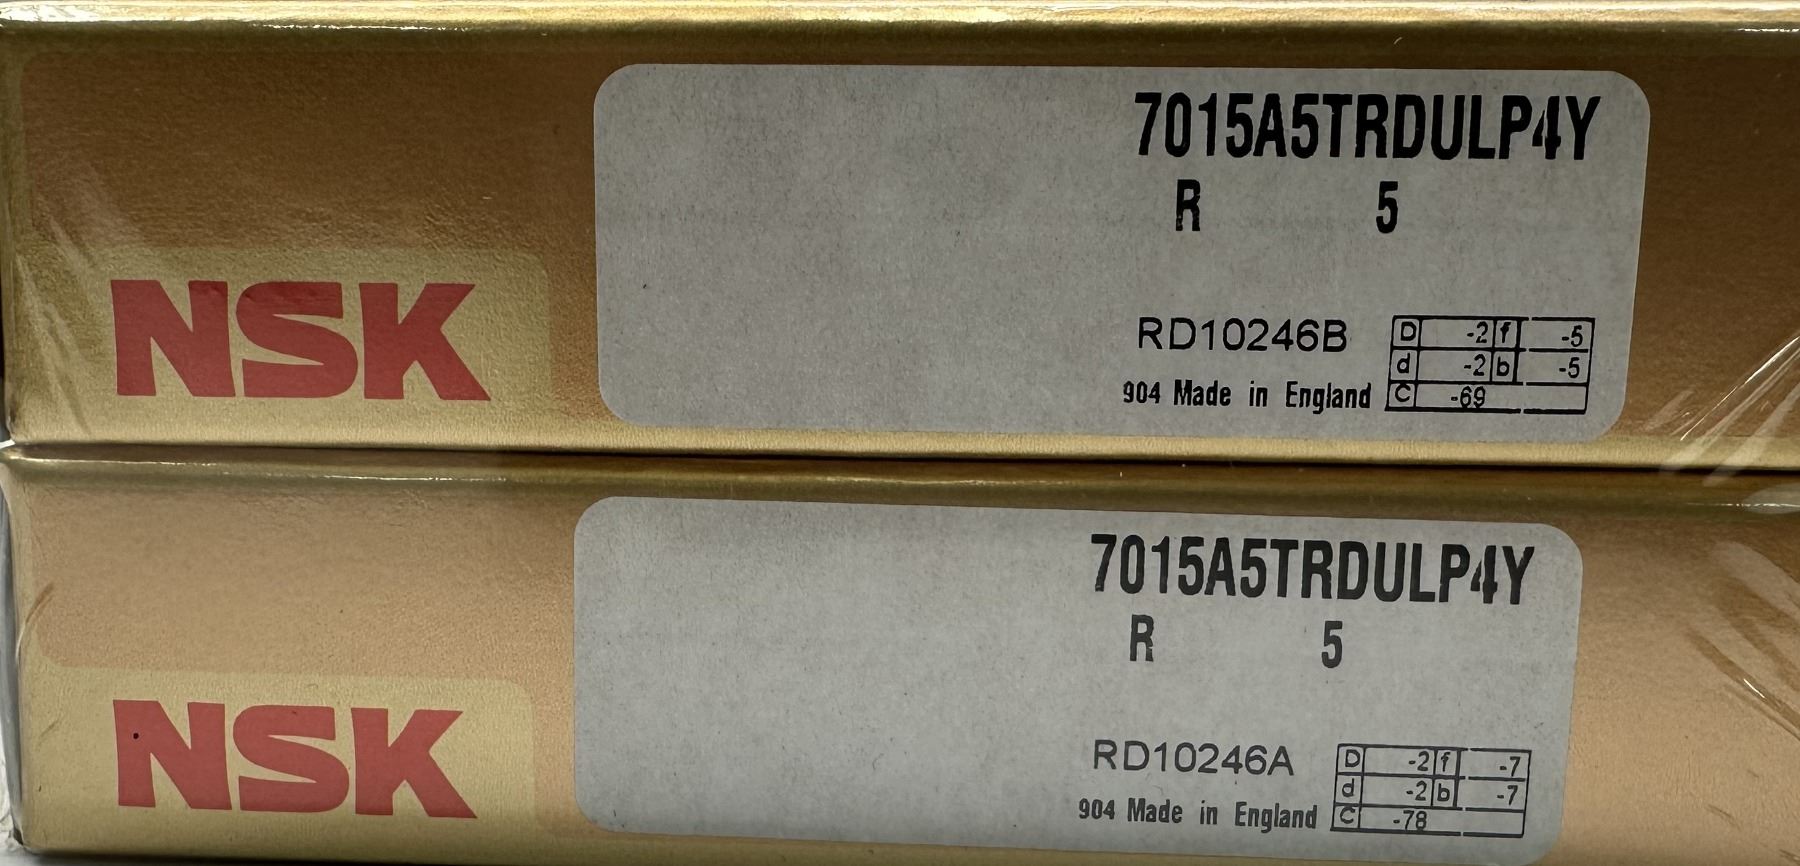 NSK
7015A5TRDULP4Y
R 5
RD10246B
904 Made in England
D -2 f -5
d -2 b -5
C -69
NSK
7015A5TRDULP4Y
R 5
RD10246A
904 Made in England
D -2 f -7
d -2 b -7
C -78